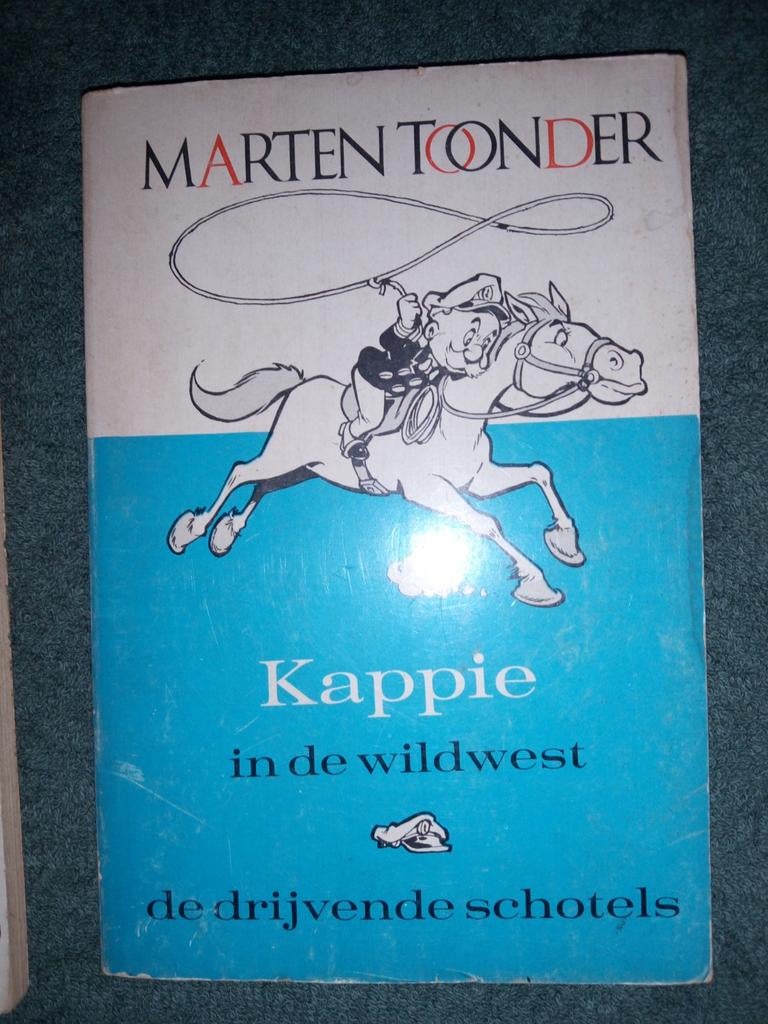 MARTEN TOONDER
Kappie
in de wildwest
de drijvende schotels